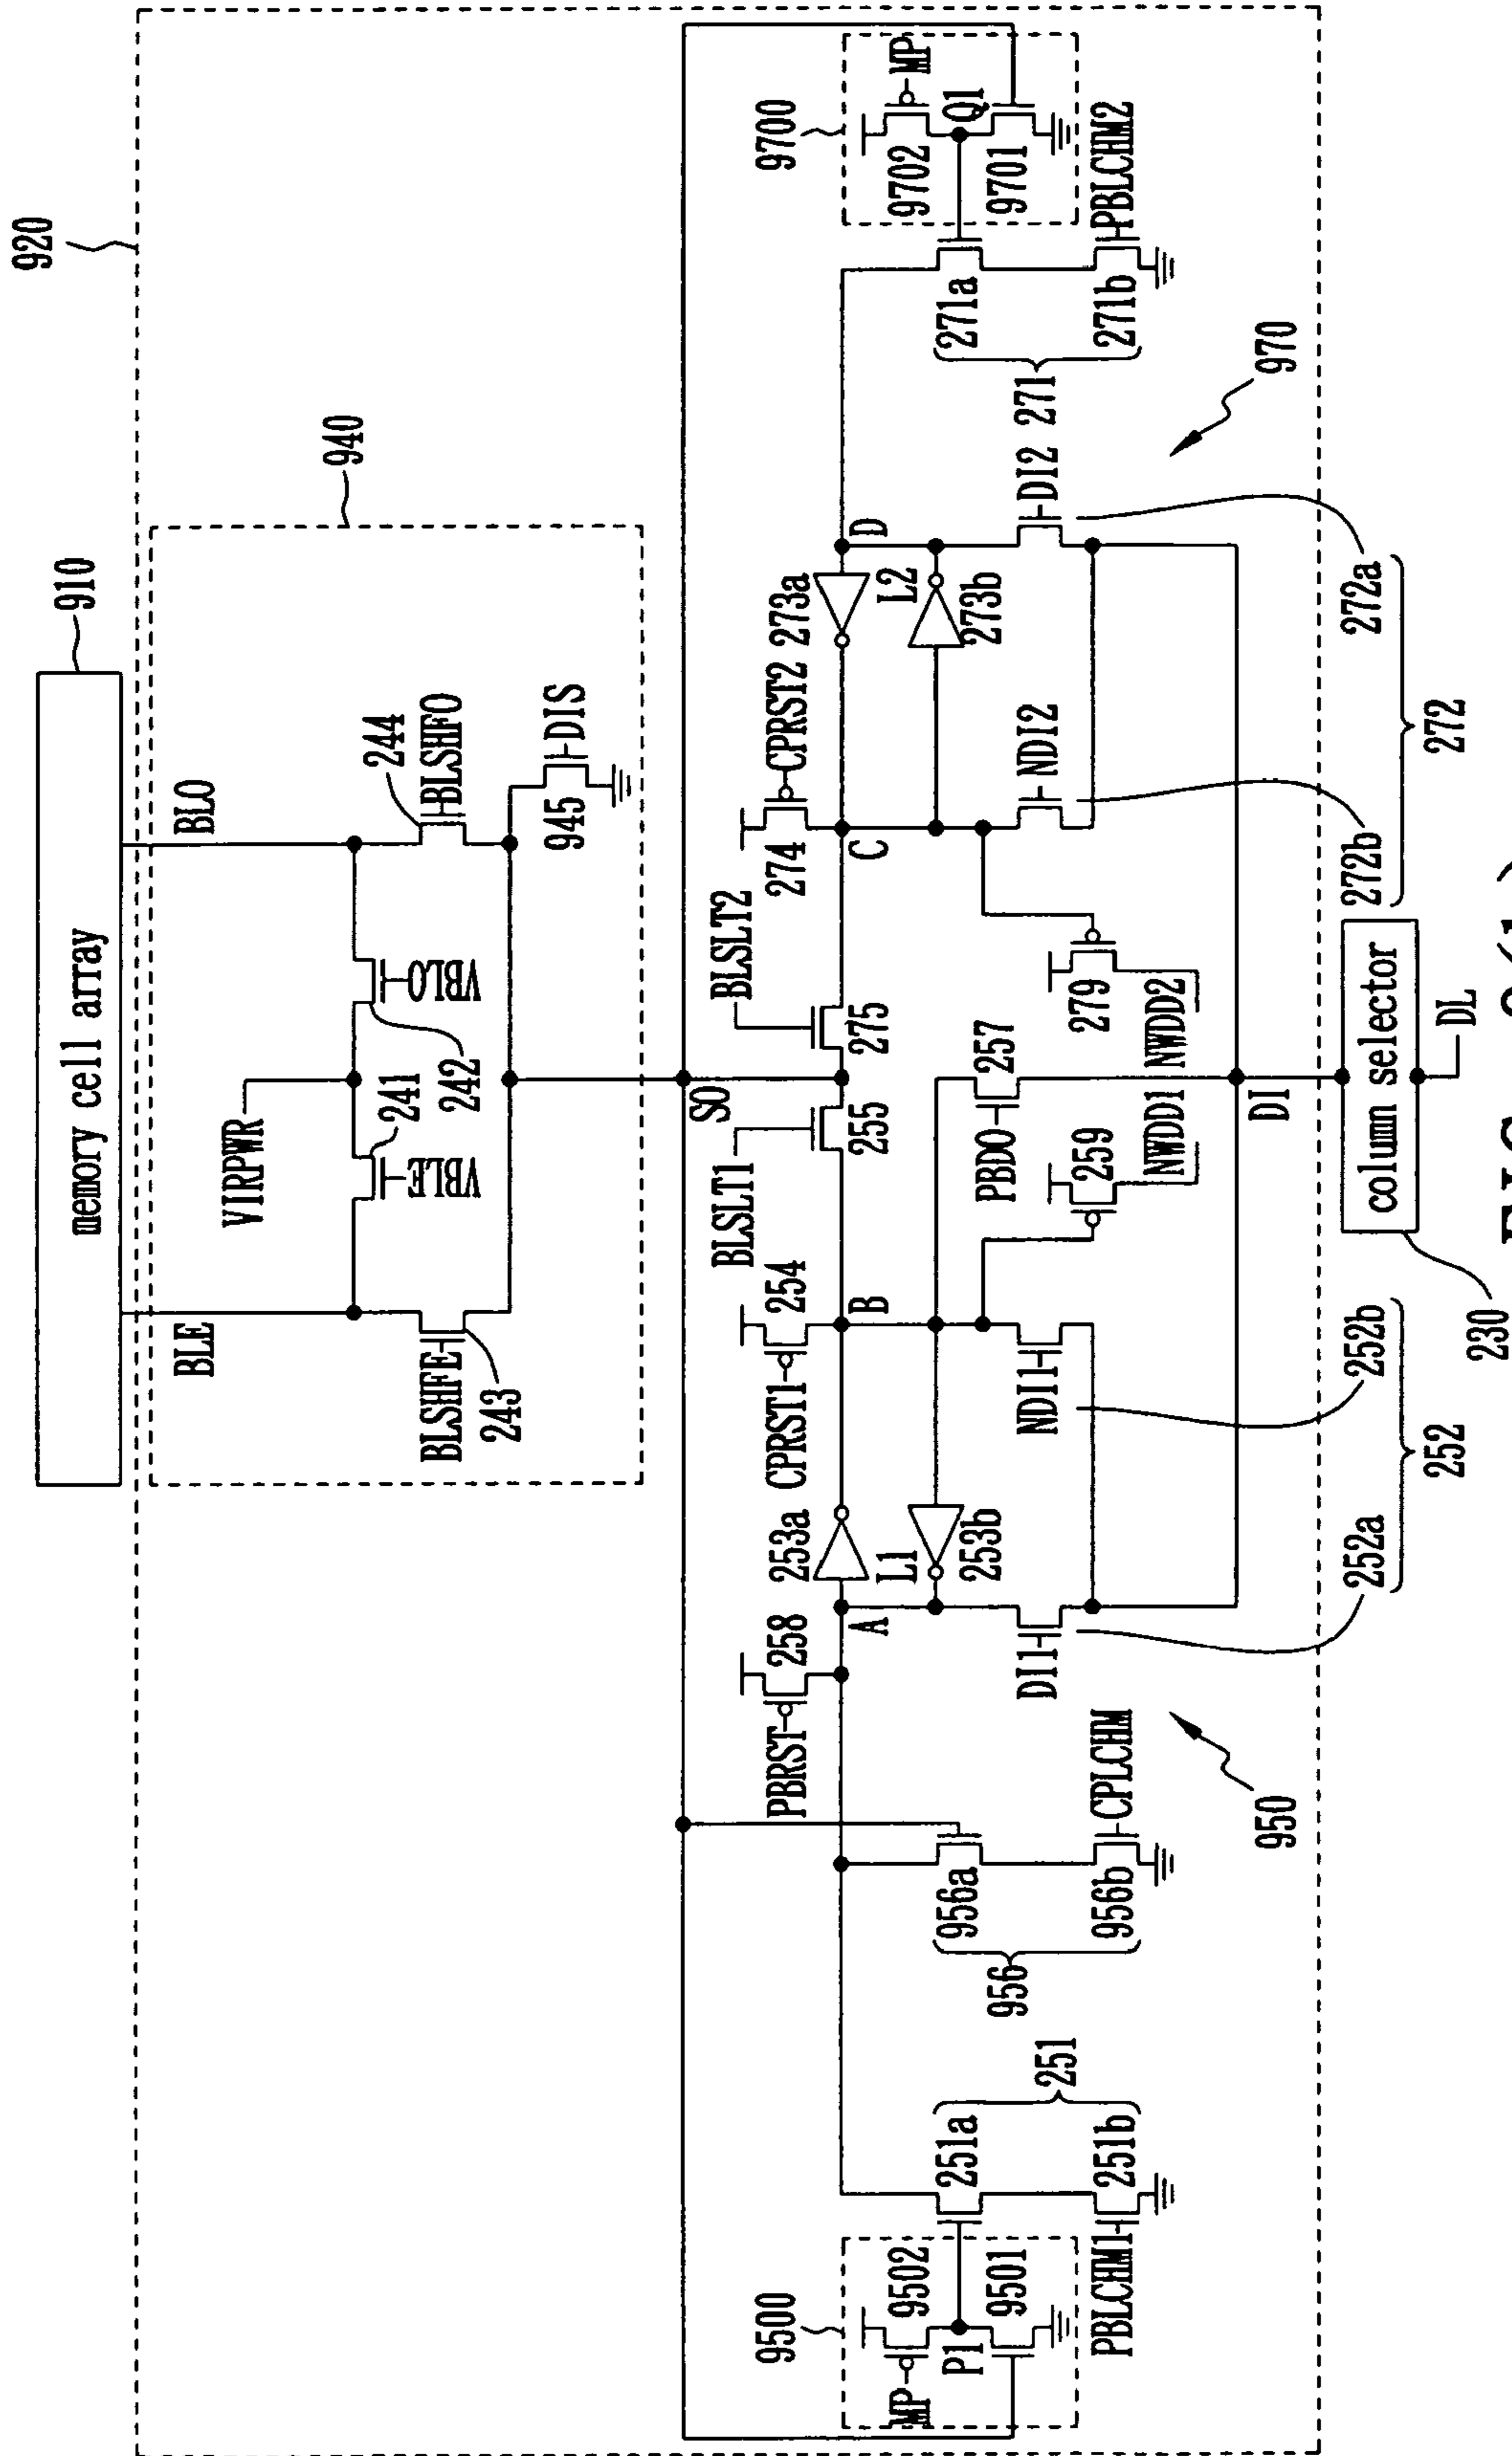 920
910
memory cell array
BLE
BLO
940
VIRPWR
241
242
VBLE
VBLO
BLSHFE
243
244
BLSHFO
945
DIS
SO
9500
PBRST
258
CPRST1
254
BLSLT1
BLSLT2
274
CPRST2
9700
253a
255
275
273a
A
B
C
D
MP
9502
L1
L2
9702
MP
P1
9501
251a
251
956a
956
253b
PBDO
257
273b
271a
271
9701
Q1
DI1
NDI1
259
279
NDI2
DI2
PBLCHM1
251b
956b
CPLCHM
NWDD1
NWDD2
271b
PBLCHM2
950
970
DI
252a
252b
272b
272a
252
column selector
272
230
DL